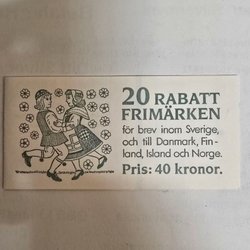 20 RABATT
FRIMÄRKEN
för brev inom Sverige,
och till Danmark, Fin-
land, Island och Norge.
Pris: 40 kronor.